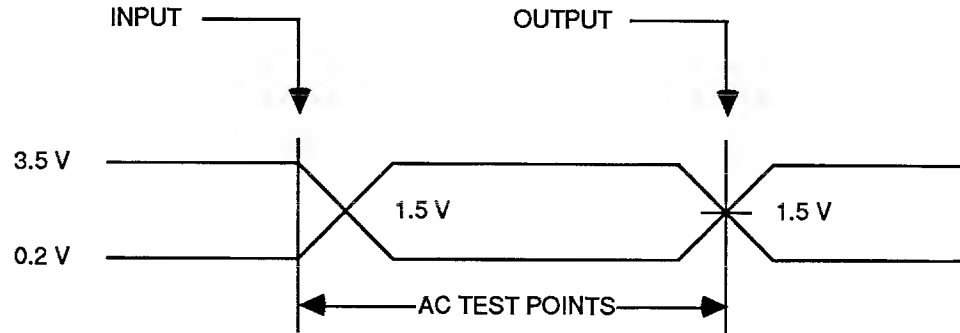 INPUT
OUTPUT
3.5 V
1.5 V
1.5 V
0.2 V
AC TEST POINTS